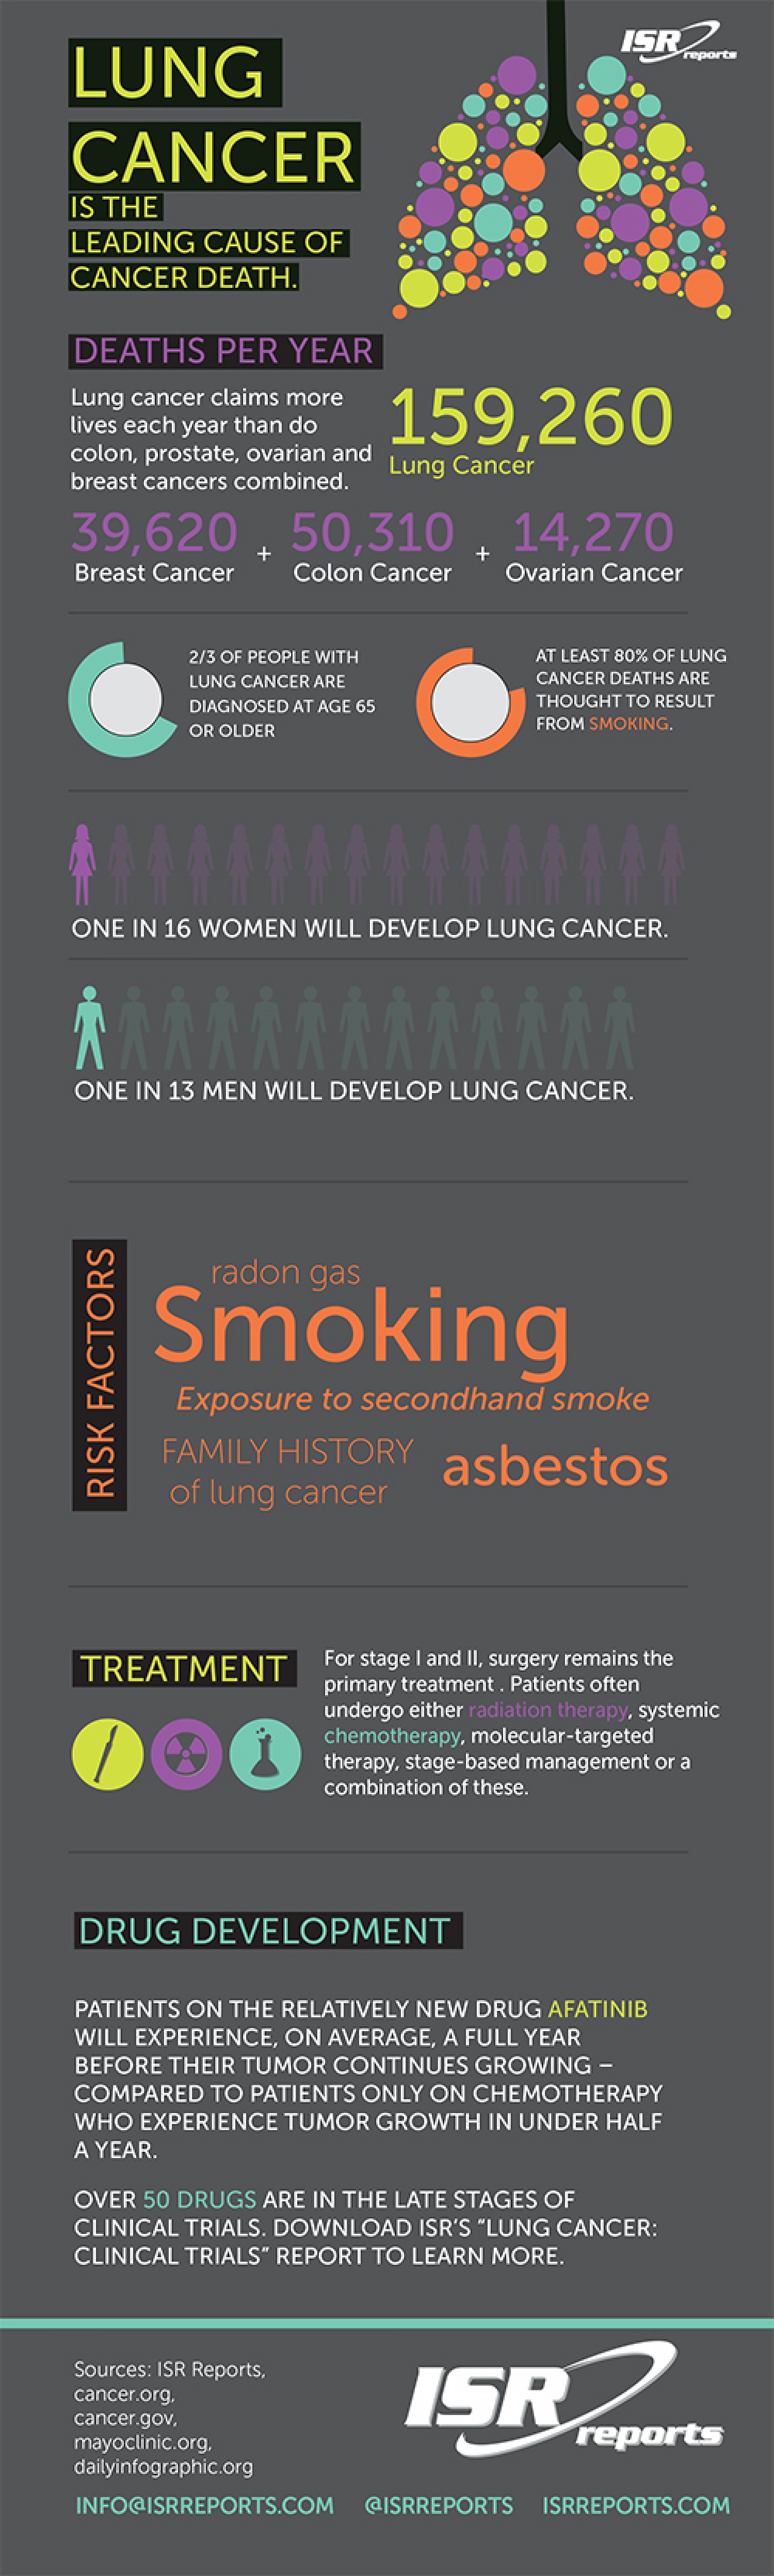 ISR
reports
LUNG
CANCER
IS THE
LEADING CAUSE OF
CANCER DEATH.
DEATHS PER YEAR
Lung cancer claims more
lives each year than do
colon, prostate, ovarian and
breast cancers combined.
159,260
Lung Cancer
39,620 + 50,310 + 14,270
Breast Cancer Colon Cancer Ovarian Cancer
2/3 OF PEOPLE WITH
LUNG CANCER ARE
DIAGNOSED AT AGE 65
OR OLDER
AT LEAST 80% OF LUNG
CANCER DEATHS ARE
THOUGHT TO RESULT
FROM SMOKING.
ONE IN 16 WOMEN WILL DEVELOP LUNG CANCER.
ONE IN 13 MEN WILL DEVELOP LUNG CANCER.
RISK FACTORS
radon gas
Smoking
Exposure to secondhand smoke
FAMILY HISTORY
of lung cancer
asbestos
TREATMENT
For stage I and II, surgery remains the
primary treatment . Patients often
undergo either radiation therapy, systemic
chemotherapy, molecular-targeted
therapy, stage-based management or a
combination of these.
DRUG DEVELOPMENT
PATIENTS ON THE RELATIVELY NEW DRUG AFATINIB
WILL EXPERIENCE, ON AVERAGE, A FULL YEAR
BEFORE THEIR TUMOR CONTINUES GROWING –
COMPARED TO PATIENTS ONLY ON CHEMOTHERAPY
WHO EXPERIENCE TUMOR GROWTH IN UNDER HALF
A YEAR.
OVER 50 DRUGS ARE IN THE LATE STAGES OF
CLINICAL TRIALS. DOWNLOAD ISR'S "LUNG CANCER:
CLINICAL TRIALS" REPORT TO LEARN MORE.
Sources: ISR Reports,
cancer.org,
cancer.gov,
mayoclinic.org,
dailyinfographic.org
ISR
reports
INFO@ISRREPORTS.COM @ISRREPORTS ISRREPORTS.COM